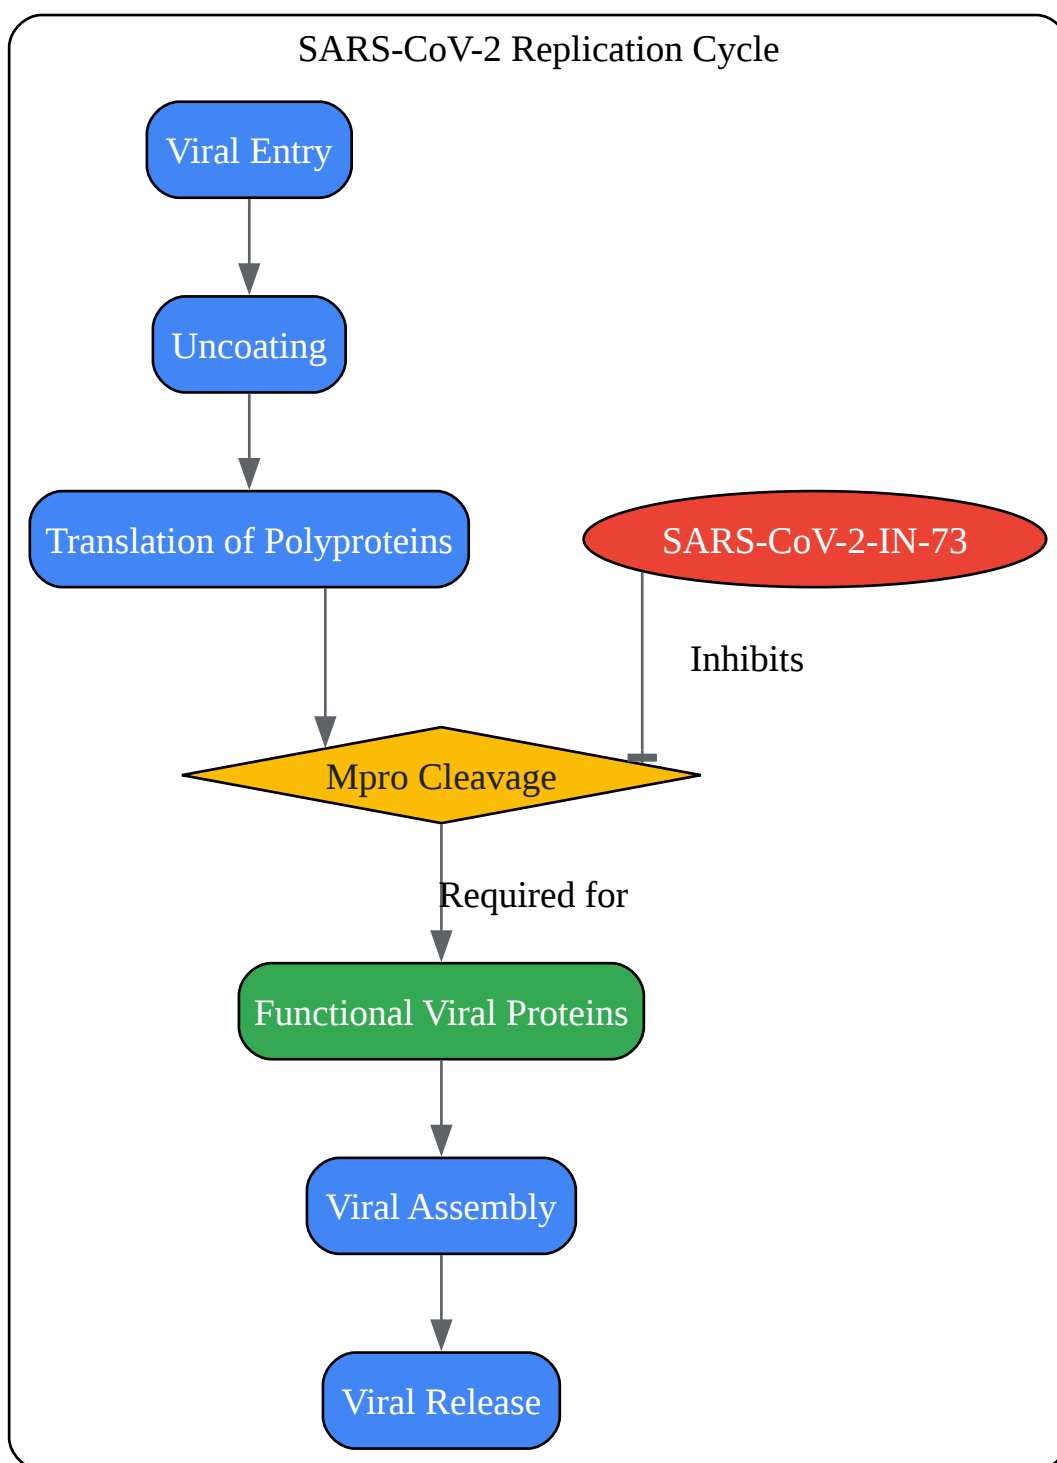 SARS-CoV-2 Replication Cycle
Viral Entry
Uncoating
Translation of Polyproteins
SARS-CoV-2-IN-73
Inhibits
Mpro Cleavage
Required for
Functional Viral Proteins
Viral Assembly
Viral Release